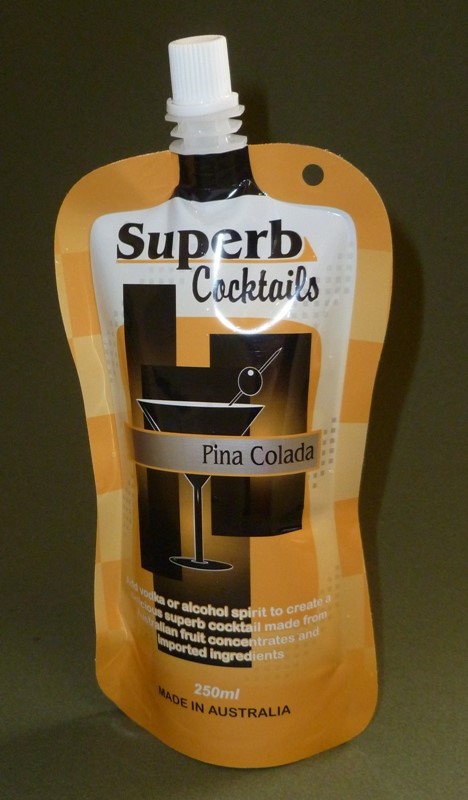 Superb
Cocktails
Pina Colada
vodka or alcohol spirit to create a
superb cocktail made from
fruit concentrates and
imported ingredients
250ml
MADE IN AUSTRALIA